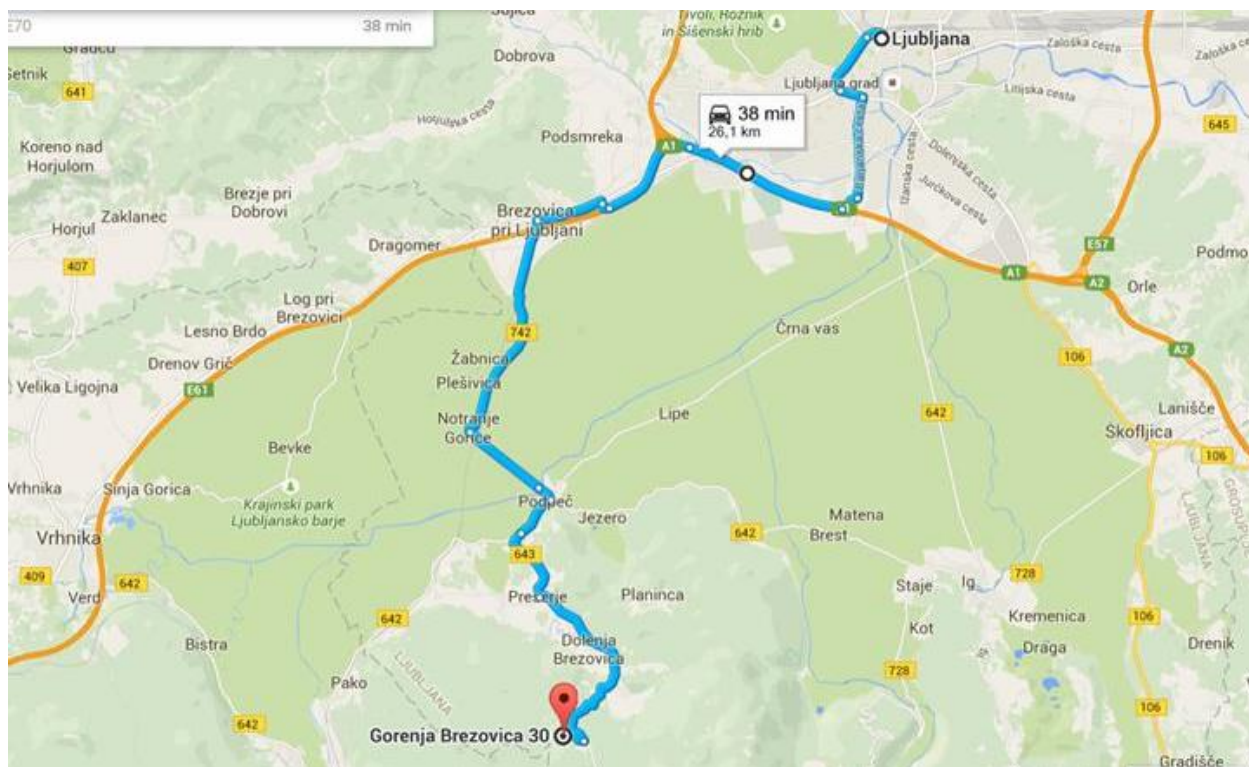 E70
38 min
Tivoli, Rožnik
in Šišenski hrib
Ljubljana
Zaloška cesta
Zaloška cesta
Dobrova
Setnik
641
Ljubljana grad
Litijska cesta
Horjulska cesta
38 min
26,1 km
645
Podsmreka
Koreno nad
Horjulom
A1
Ižanska cesta
Dolenjska cesta
Jurčkova cesta
Brezje pri
Dobrovi
Zaklanec
Brezovica
pri Ljubljani
Horjul
Dragomer
E57
Podmo
407
A1
A2
Orle
Log pri
Brezovici
Lesno Brdo
742
Črna vas
Drenov Grič
Žabnica
106
A2
Velika Ligojna
E61
Plešivica
Lipe
642
Lanišče
Notranje
Gorice
Škofljica
106
Bevke
Vrhnika
Sinja Gorica
Krajinski park
Ljubljansko barje
Podpeč
Jezero
Matena
Brest
642
LJUBLJANA
Vrhnika
643
409
642
Verd
Preserje
Planinca
Staje
Ig
728
Kremenica
642
106
Bistra
Dolenja
Brezovica
Kot
Draga
Drenik
LJUBLJANA
Pako
728
Gorenja Brezovica 30
642
106
Gradišče